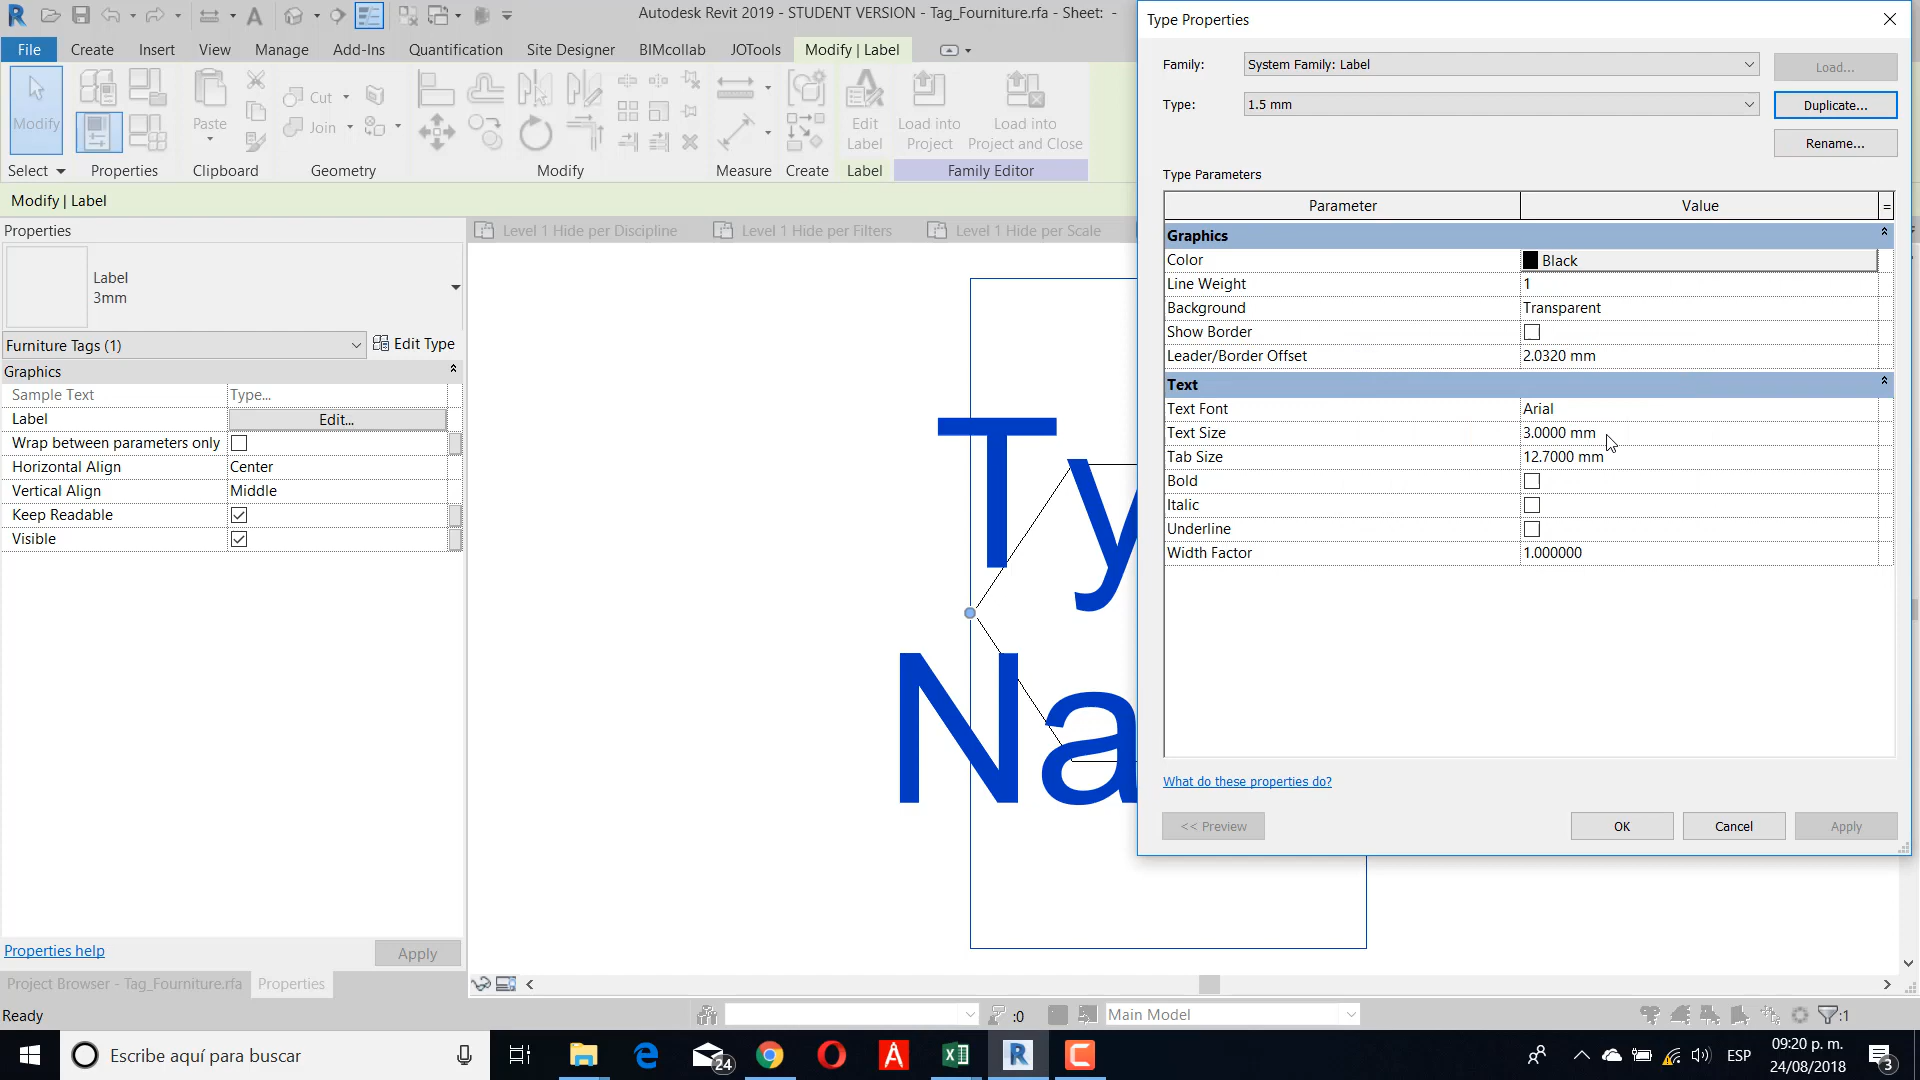 Autodesk Revit 2019 - STUDENT VERSION - Tag_Fourniture.rfa - Sheet: -
File Create Insert View Manage Add-Ins Quantification Site Designer BIMcollab JOTools Modify | Label
Modify
Paste
Cut
Join
Edit Label
Load into Project
Load into Project and Close
Select Properties Clipboard Geometry Modify Measure Create Label Family Editor
Modify | Label
Properties
Label
3mm
Furniture Tags (1)
Edit Type
Graphics
Sample Text Type...
Label Edit...
Wrap between parameters only
Horizontal Align Center
Vertical Align Middle
Keep Readable
Visible
Properties help
Apply
Project Browser - Tag_Fourniture.rfa Properties
Level 1 Hide per Discipline
Level 1 Hide per Filters
Level 1 Hide per Scale
Ty
Na
Type Properties
Family: System Family: Label Load...
Type: 1.5 mm Duplicate...
Rename...
Type Parameters
Parameter Value =
Graphics
Color Black
Line Weight 1
Background Transparent
Show Border
Leader/Border Offset 2.0320 mm
Text
Text Font Arial
Text Size 3.0000 mm
Tab Size 12.7000 mm
Bold
Italic
Underline
Width Factor 1.000000
What do these properties do?
<< Preview OK Cancel Apply
Ready
:0
Main Model
:1
Escribe aquí para buscar
24
ESP
09:20 p. m.
24/08/2018
3